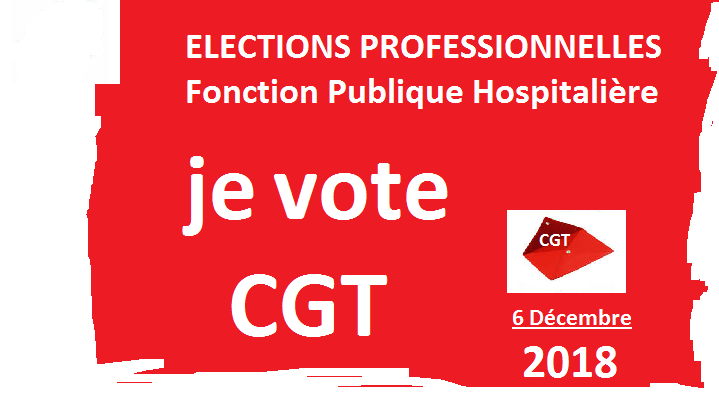 ELECTIONS PROFESSIONNELLES
Fonction Publique Hospitalière
je vote
CGT
CGT
6 Décembre
2018